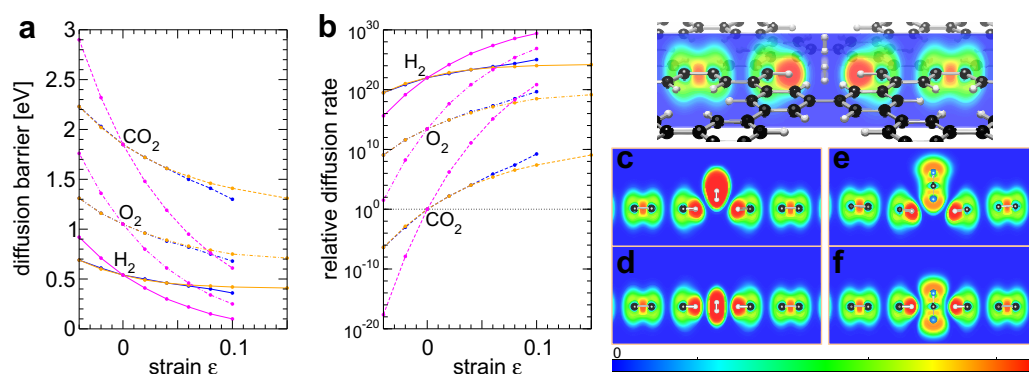 a
diffusion barrier [eV]
3
2.5
2
1.5
1
0.5
0
CO2
O2
H2
0
0.1
strain ε
b
relative diffusion rate
10^30
10^20
10^10
10^0
10^-10
10^-20
H2
O2
CO2
0
0.1
strain ε
c
e
d
f
0